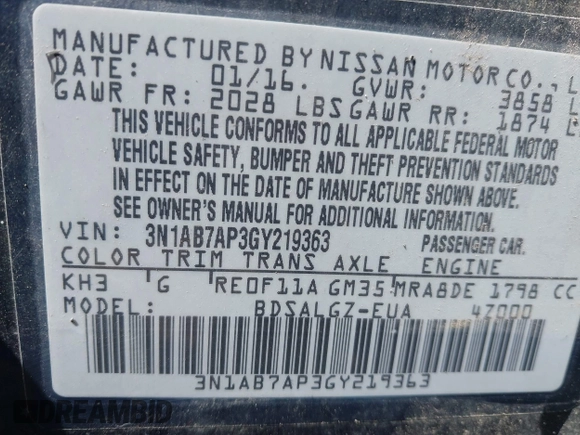 MANUFACTURED BY NISSAN MOTOR CO., L
DATE: 01/16. GVWR: 3858 L
GAWR FR: 2028 LBS GAWR RR: 1874 L
THIS VEHICLE CONFORMS TO ALL APPLICABLE FEDERAL MOTOR
VEHICLE SAFETY, BUMPER AND THEFT PREVENTION STANDARDS
IN EFFECT ON THE DATE OF MANUFACTURE SHOWN ABOVE.
SEE OWNER'S MANUAL FOR ADDITIONAL INFORMATION.
VIN: 3N1AB7AP3GY219363 PASSENGER CAR.
COLOR TRIM TRANS AXLE ENGINE
KH3 G RE0F11A GM35 MRA8DE 1798 CC
MODEL: BDSALGZ-EUA 4Z000
3N1AB7AP3GY219363
DREAMBID